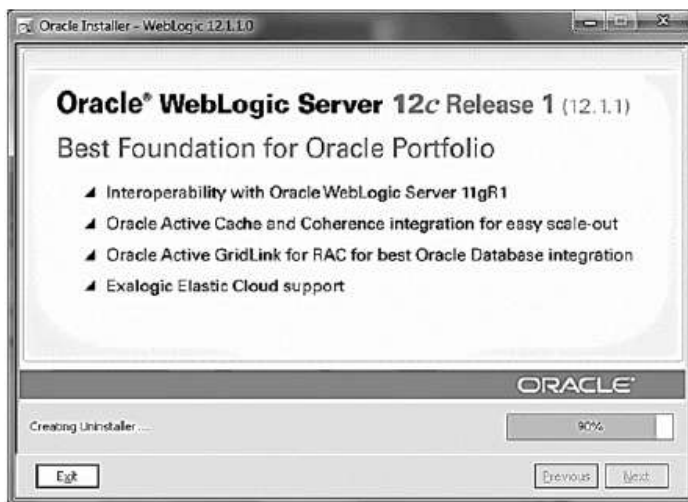 Oracle Installer - WebLogic 12.1.1.0
Oracle® WebLogic Server 12c Release 1 (12.1.1)
Best Foundation for Oracle Portfolio
Interoperability with Oracle WebLogic Server 11gR1
Oracle Active Cache and Coherence integration for easy scale-out
Oracle Active GridLink for RAC for best Oracle Database integration
Exalogic Elastic Cloud support
ORACLE®
Creating Uninstaller ...
90%
Exit
Previous Next